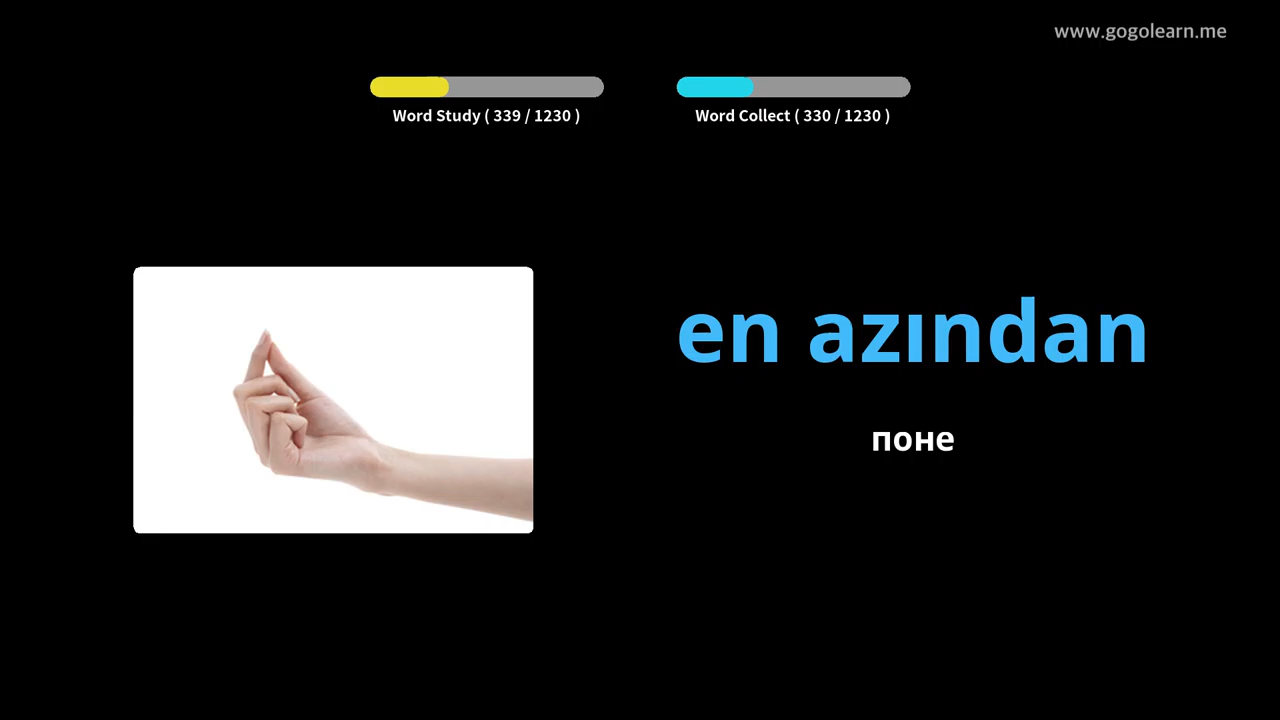 www.gogolearn.me
Word Study ( 339 / 1230 )
Word Collect ( 330 / 1230 )
en azından
поне